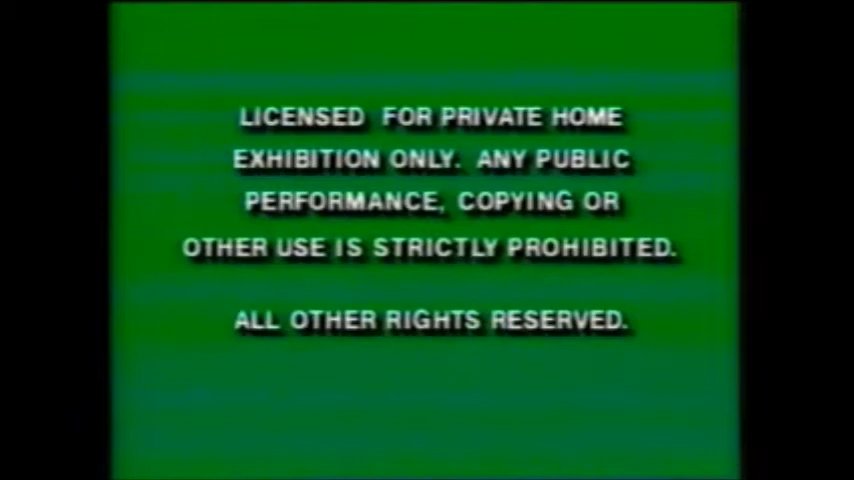 LICENSED FOR PRIVATE HOME
EXHIBITION ONLY. ANY PUBLIC
PERFORMANCE, COPYING OR
OTHER USE IS STRICTLY PROHIBITED.
ALL OTHER RIGHTS RESERVED.